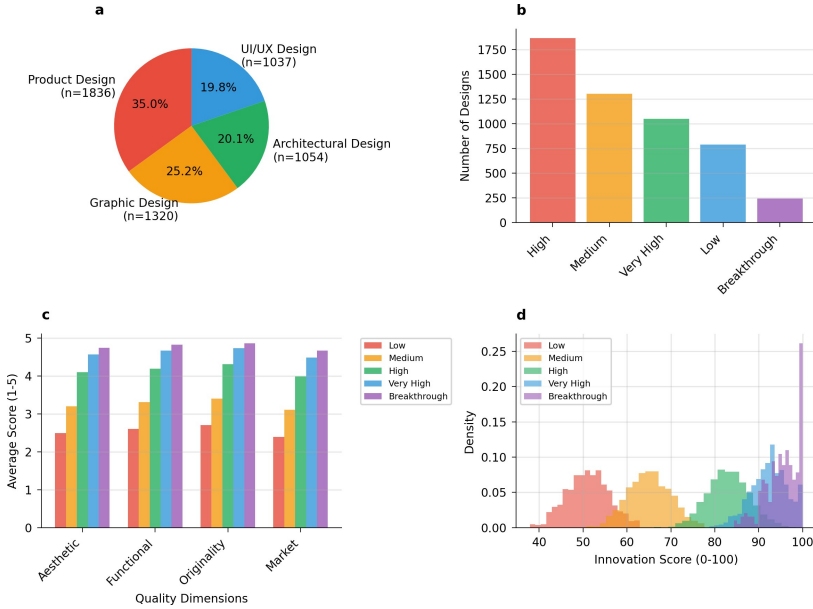 a
UI/UX Design
(n=1037)
Product Design
(n=1836)
35.0%
19.8%
20.1%
25.2%
Architectural Design
(n=1054)
Graphic Design
(n=1320)
b
Number of Designs
1750
1500
1250
1000
750
500
250
0
High
Medium
Very High
Low
Breakthrough
c
Average Score (1-5)
5
4
3
2
1
0
Aesthetic
Functional
Originality
Market
Quality Dimensions
Low
Medium
High
Very High
Breakthrough
d
Density
0.25
0.20
0.15
0.10
0.05
0.00
Low
Medium
High
Very High
Breakthrough
40
50
60
70
80
90
100
Innovation Score (0-100)